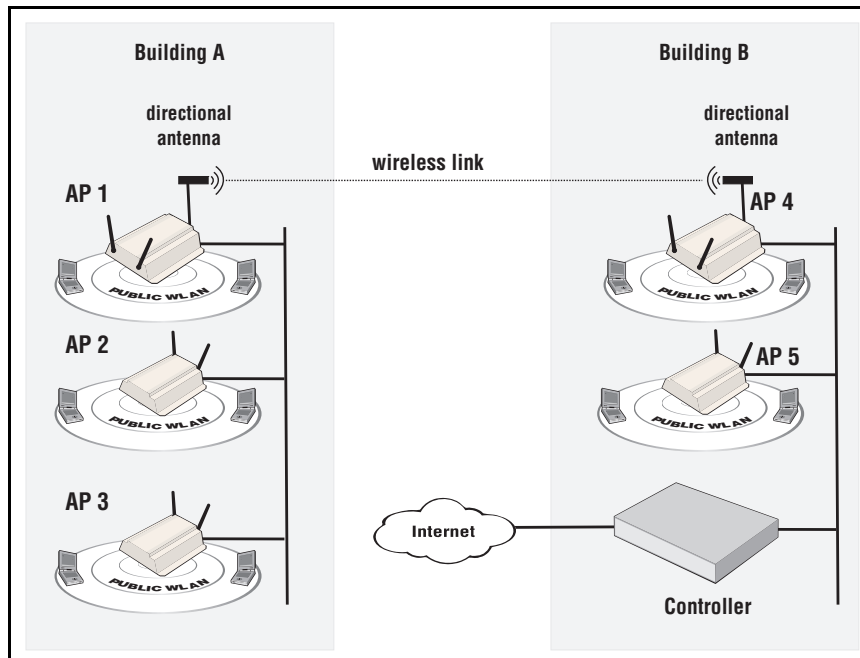 Building A
Building B
directional
antenna
directional
antenna
wireless link
AP 1
AP 4
PUBLIC WLAN
PUBLIC WLAN
AP 2
AP 5
PUBLIC WLAN
PUBLIC WLAN
AP 3
Internet
PUBLIC WLAN
Controller